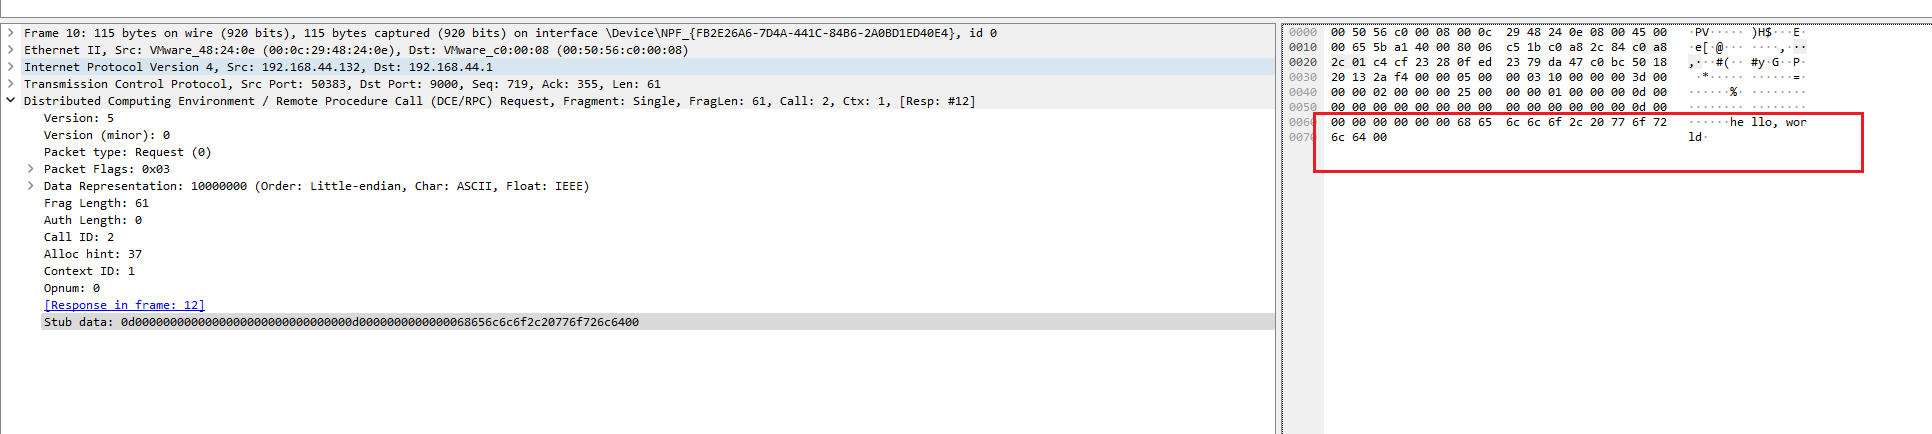 Frame 10: 115 bytes on wire (920 bits), 115 bytes captured (920 bits) on interface \Device\NPF_{FB2E26A6-7D4A-441C-84B6-2A0BD1ED40E4}, id 0
Ethernet II, Src: VMware_48:24:0e (00:0c:29:48:24:0e), Dst: VMware_c0:00:08 (00:50:56:c0:00:08)
Internet Protocol Version 4, Src: 192.168.44.132, Dst: 192.168.44.1
Transmission Control Protocol, Src Port: 50383, Dst Port: 9000, Seq: 719, Ack: 355, Len: 61
Distributed Computing Environment / Remote Procedure Call (DCE/RPC) Request, Fragment: Single, FragLen: 61, Call: 2, Ctx: 1, [Resp: #12]
Version: 5
Version (minor): 0
Packet type: Request (0)
Packet Flags: 0x03
Data Representation: 10000000 (Order: Little-endian, Char: ASCII, Float: IEEE)
Frag Length: 61
Auth Length: 0
Call ID: 2
Alloc hint: 37
Context ID: 1
Opnum: 0
[Response in frame: 12]
Stub data: 0d00000000000000000000000000000000d0000000000000068656c6c6f2c20776f726c6400
0000 00 50 56 c0 00 08 00 0c 29 48 24 0e 08 00 45 00 ·PV····· )H$···E·
0010 00 65 5b a1 40 00 80 06 c5 1b c0 a8 2c 84 c0 a8 ·e[·@··· ····,···
0020 2c 01 c4 cf 23 28 0f ed 23 79 da 47 c0 bc 50 18 ,···#(·· #y·G··P·
0030 20 13 2a f4 00 00 05 00 00 03 10 00 00 00 3d 00 ·*····· ······=·
0040 00 00 02 00 00 00 25 00 00 00 01 00 00 00 0d 00 ······%· ········
0050 00 00 00 00 00 00 00 00 00 00 00 00 00 00 0d 00 ········ ········
0060 00 00 00 00 00 00 68 65 6c 6c 6f 2c 20 77 6f 72 ······he llo, wor
0070 6c 64 00 ld·